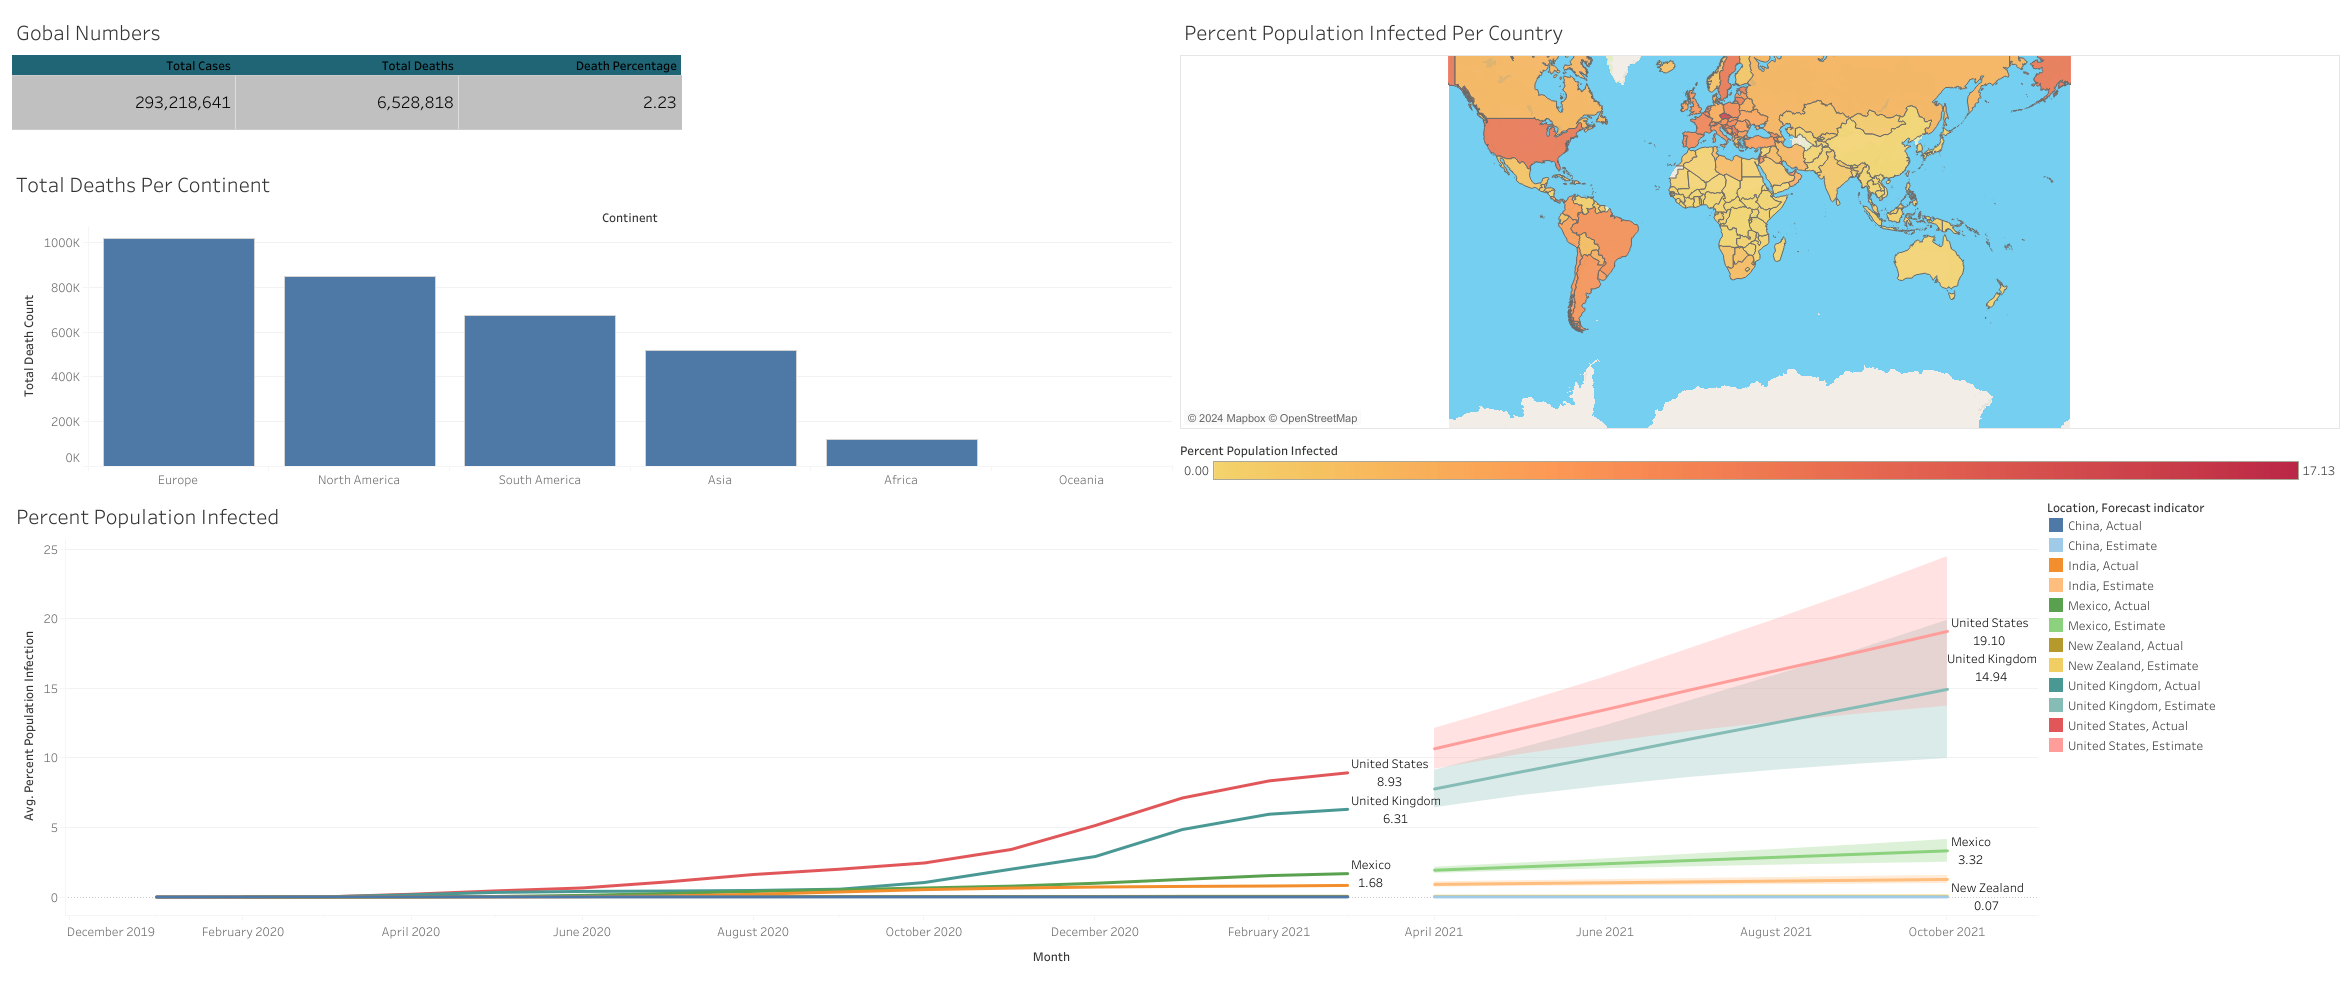 Gobal Numbers
Total Cases Total Deaths Death Percentage
293,218,641 6,528,818 2.23
Total Deaths Per Continent
Continent
Total Death Count
1000K
800K
600K
400K
200K
0K
Europe North America South America Asia Africa Oceania
Percent Population Infected Per Country
© 2024 Mapbox © OpenStreetMap
Percent Population Infected
0.00 17.13
Percent Population Infected
Avg. Percent Population Infection
25
20
15
10
5
0
United States
8.93
United Kingdom
6.31
Mexico
1.68
United States
19.10
United Kingdom
14.94
Mexico
3.32
New Zealand
0.07
December 2019 February 2020 April 2020 June 2020 August 2020 October 2020 December 2020 February 2021 April 2021 June 2021 August 2021 October 2021
Month
Location, Forecast indicator
China, Actual
China, Estimate
India, Actual
India, Estimate
Mexico, Actual
Mexico, Estimate
New Zealand, Actual
New Zealand, Estimate
United Kingdom, Actual
United Kingdom, Estimate
United States, Actual
United States, Estimate